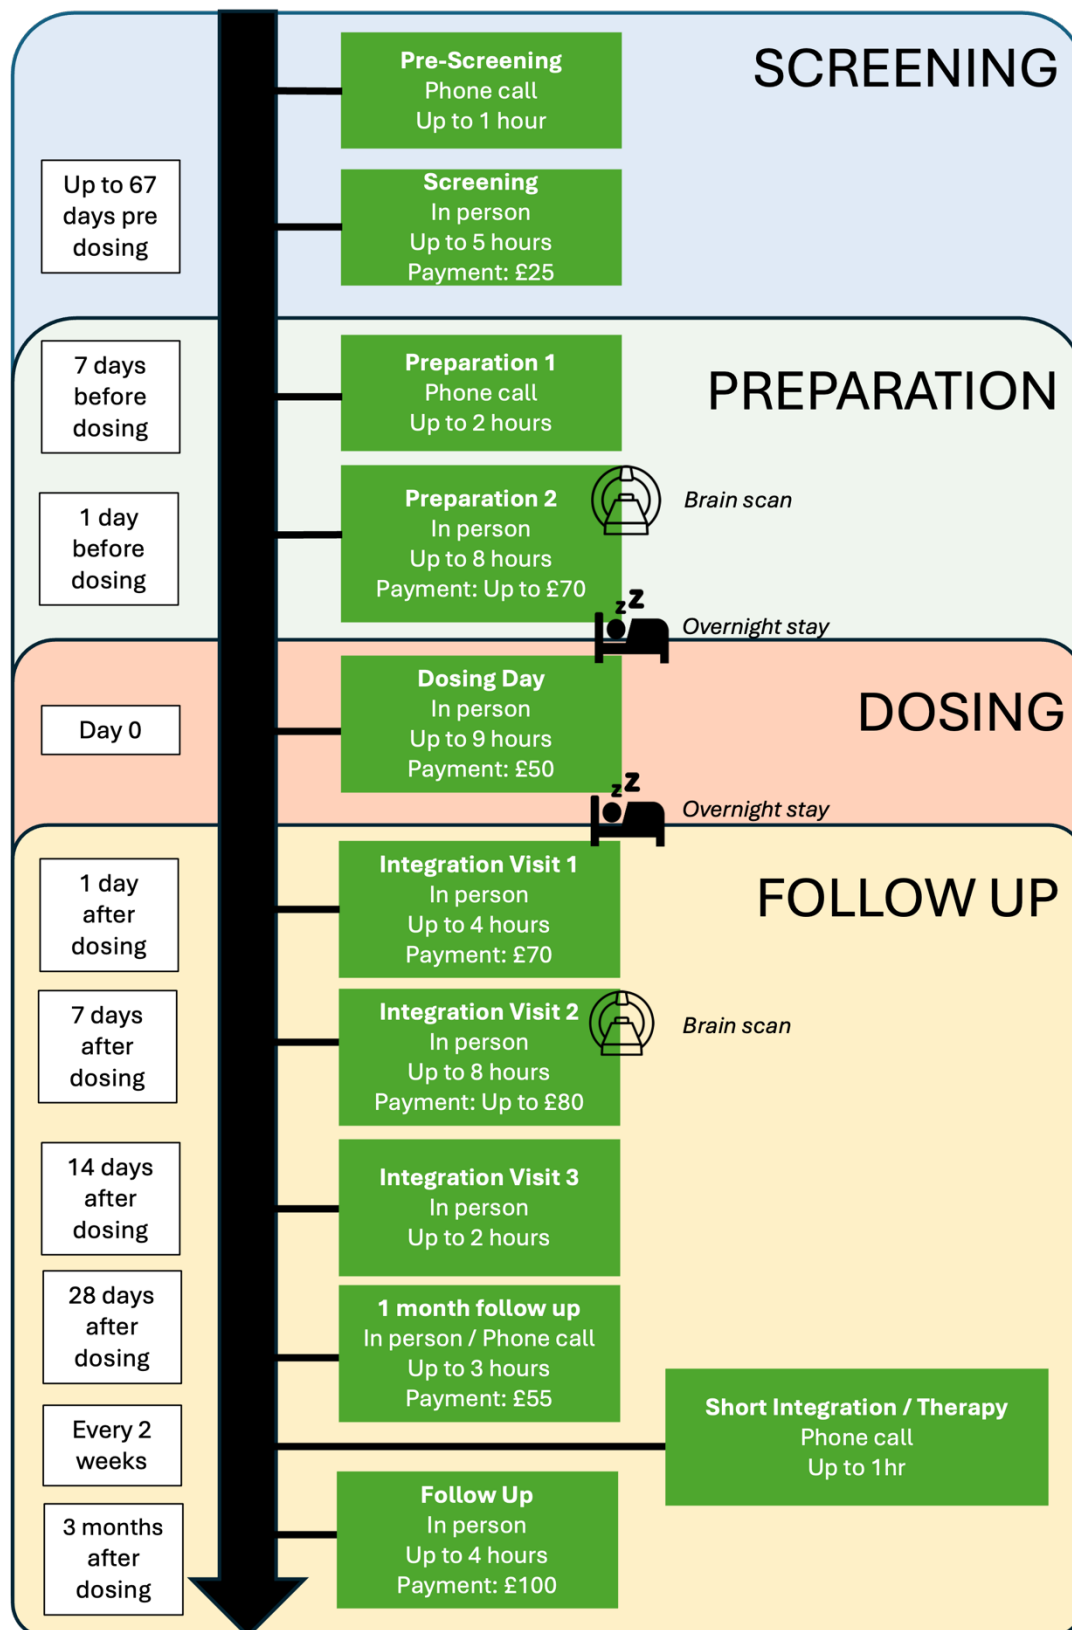 SCREENING
Pre-Screening
Phone call
Up to 1 hour
Up to 67
days pre
dosing
Screening
In person
Up to 5 hours
Payment: £25
PREPARATION
7 days
before
dosing
Preparation 1
Phone call
Up to 2 hours
1 day
before
dosing
Preparation 2
In person
Up to 8 hours
Payment: Up to £70
Brain scan
z z
Overnight stay
DOSING
Day 0
Dosing Day
In person
Up to 9 hours
Payment: £50
z z
Overnight stay
FOLLOW UP
1 day
after
dosing
Integration Visit 1
In person
Up to 4 hours
Payment: £70
7 days
after
dosing
Integration Visit 2
In person
Up to 8 hours
Payment: Up to £80
Brain scan
14 days
after
dosing
Integration Visit 3
In person
Up to 2 hours
28 days
after
dosing
1 month follow up
In person / Phone call
Up to 3 hours
Payment: £55
Every 2
weeks
Short Integration / Therapy
Phone call
Up to 1hr
3 months
after
dosing
Follow Up
In person
Up to 4 hours
Payment: £100